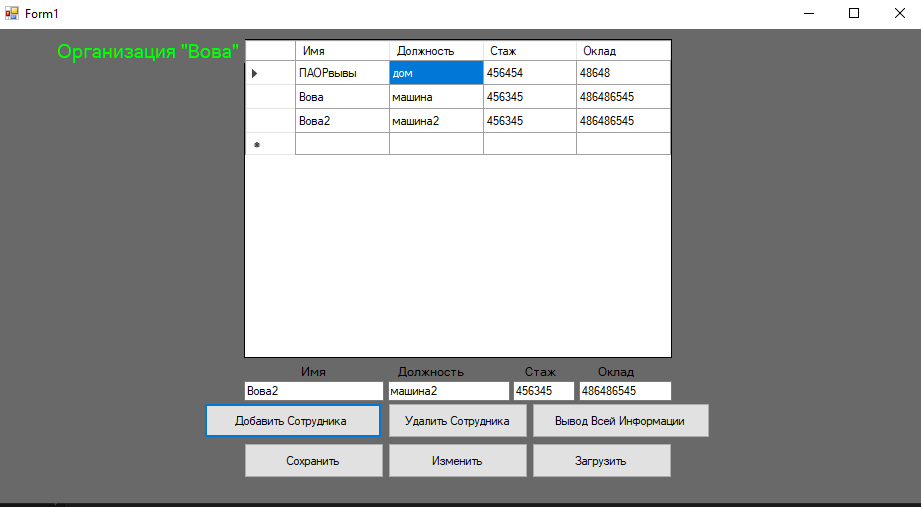 Form1
Организация "Вова"
Имя Должность Стаж Оклад
ПАОРвывы дом 456454 48648
Вова машина 456345 486486545
Вова2 машина2 456345 486486545
Имя Должность Стаж Оклад
Вова2 машина2 456345 486486545
Добавить Сотрудника Удалить Сотрудника Вывод Всей Информации
Сохранить Изменить Загрузить